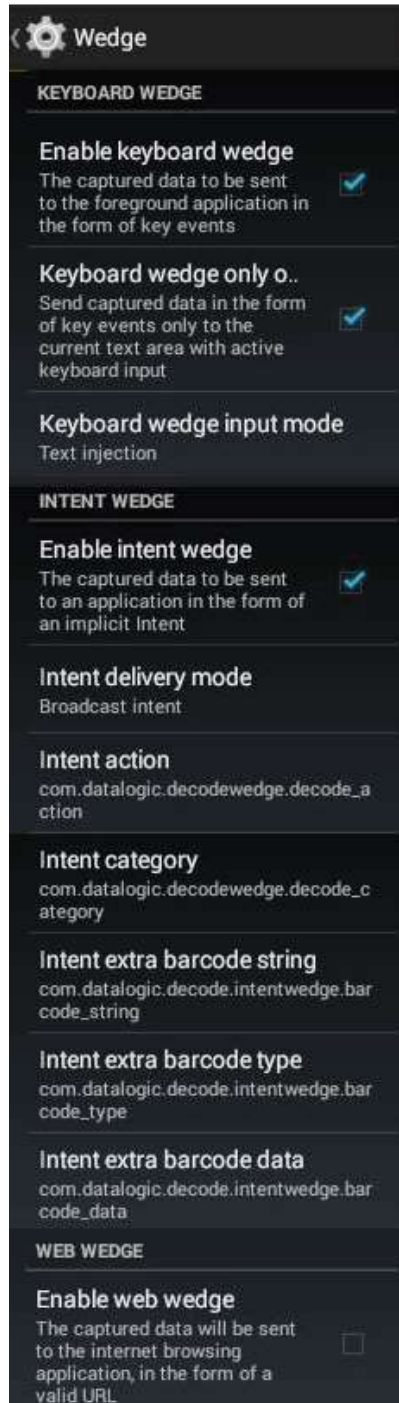 Wedge
KEYBOARD WEDGE
Enable keyboard wedge
The captured data to be sent
to the foreground application in
the form of key events
Keyboard wedge only o..
Send captured data in the form
of key events only to the
current text area with active
keyboard input
Keyboard wedge input mode
Text injection
INTENT WEDGE
Enable intent wedge
The captured data to be sent
to an application in the form of
an implicit Intent
Intent delivery mode
Broadcast intent
Intent action
com.datalogic.decodewedge.decode_a
ction
Intent category
com.datalogic.decodewedge.decode_c
ategory
Intent extra barcode string
com.datalogic.decode.intentwedge.bar
code_string
Intent extra barcode type
com.datalogic.decode.intentwedge.bar
code_type
Intent extra barcode data
com.datalogic.decode.intentwedge.bar
code_data
WEB WEDGE
Enable web wedge
The captured data will be sent
to the internet browsing
application, in the form of a
valid URL